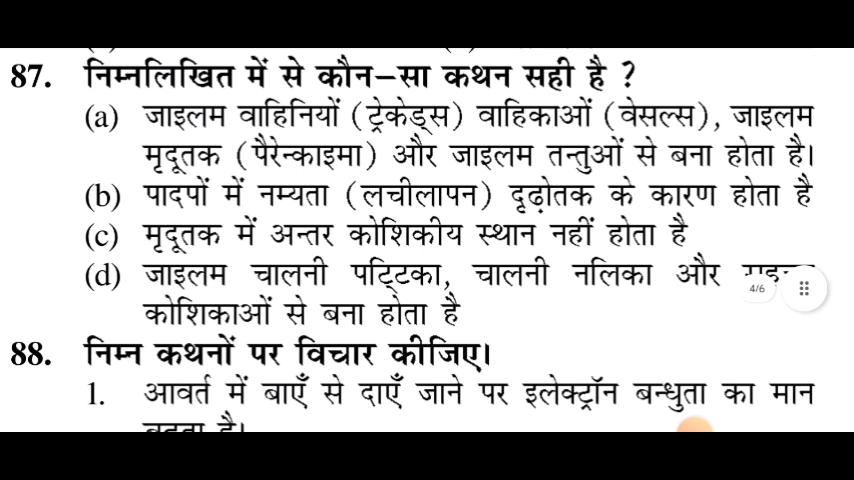 87. निम्नलिखित में से कौन–सा कथन सही है ?
(a) जाइलम वाहिनियों (ट्रेकेड्स) वाहिकाओं (वेसल्स), जाइलम
मृदूतक (पैरेन्काइमा) और जाइलम तन्तुओं से बना होता है।
(b) पादपों में नम्यता (लचीलापन) दृढ़ोतक के कारण होता है
(c) मृदूतक में अन्तर कोशिकीय स्थान नहीं होता है
(d) जाइलम चालनी पट्टिका, चालनी नलिका और
4/6
कोशिकाओं से बना होता है
88. निम्न कथनों पर विचार कीजिए।
1. आवर्त में बाएँ से दाएँ जाने पर इलेक्ट्रॉन बन्धुता का मान